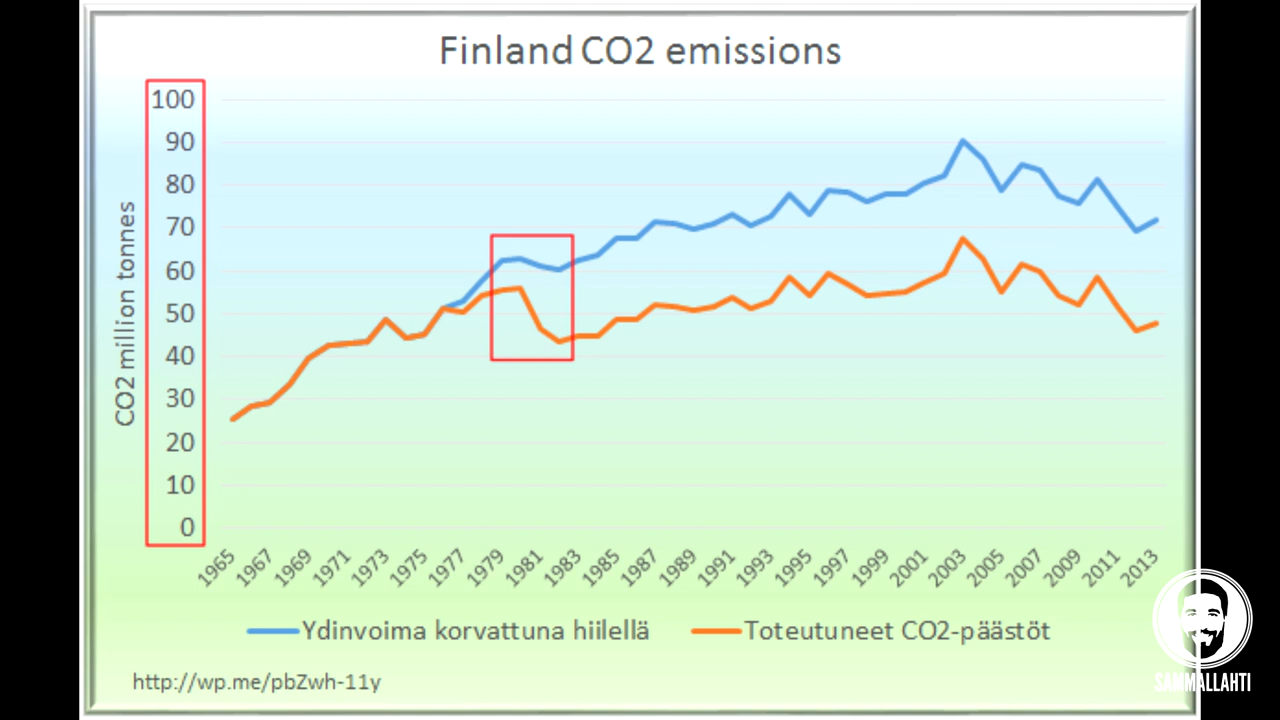 Finland CO2 emissions
CO2 million tonnes
100
90
80
70
60
50
40
30
20
10
0
1965 1967 1969 1971 1973 1975 1977 1979 1981 1983 1985 1987 1989 1991 1993 1995 1997 1999 2001 2003 2005 2007 2009 2011 2013
Ydinvoima korvattuna hiilellä Toteutuneet CO2-päästöt
http://wp.me/pbZwh-11y
SAMMALLAHTI